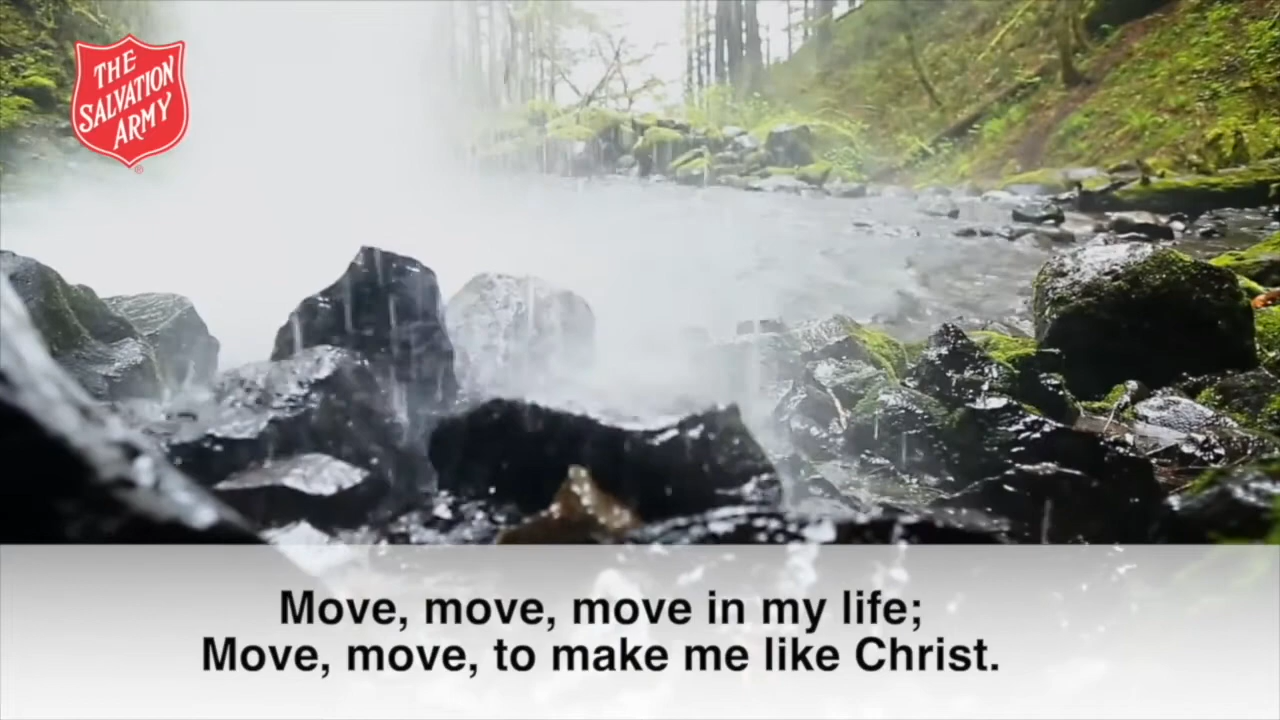 THE
SALVATION
ARMY
®
Move, move, move in my life;
Move, move, to make me like Christ.